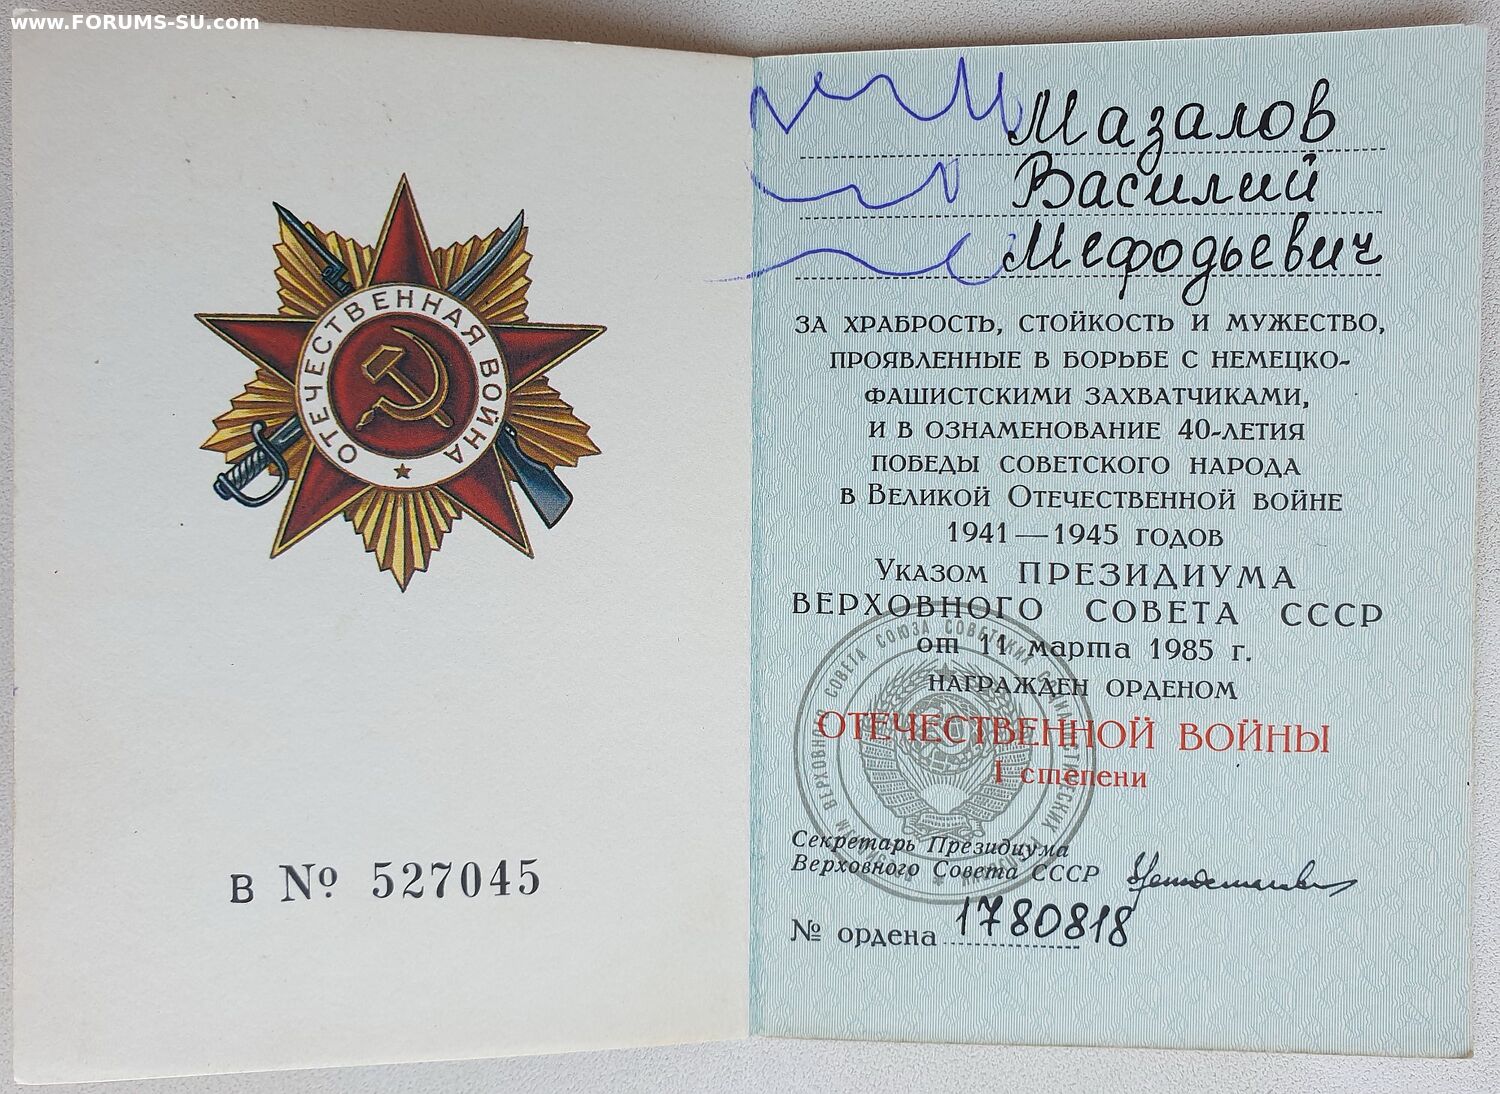 www.FORUMS-SU.com
ОТЕЧЕСТВЕННАЯ ВОЙНА
В № 527045
Мазалов
Василий
Мефодьевич
ЗА ХРАБРОСТЬ, СТОЙКОСТЬ И МУЖЕСТВО,
ПРОЯВЛЕННЫЕ В БОРЬБЕ С НЕМЕЦКО-
ФАШИСТСКИМИ ЗАХВАТЧИКАМИ,
И В ОЗНАМЕНОВАНИЕ 40-ЛЕТИЯ
ПОБЕДЫ СОВЕТСКОГО НАРОДА
В ВЕЛИКОЙ ОТЕЧЕСТВЕННОЙ ВОЙНЕ
1941—1945 ГОДОВ
УКАЗОМ ПРЕЗИДИУМА
ВЕРХОВНОГО СОВЕТА СССР
от 11 марта 1985 г.
НАГРАЖДЕН ОРДЕНОМ
ОТЕЧЕСТВЕННОЙ ВОЙНЫ
I степени
Секретарь Президиума
Верховного Совета СССР
№ ордена 1780818